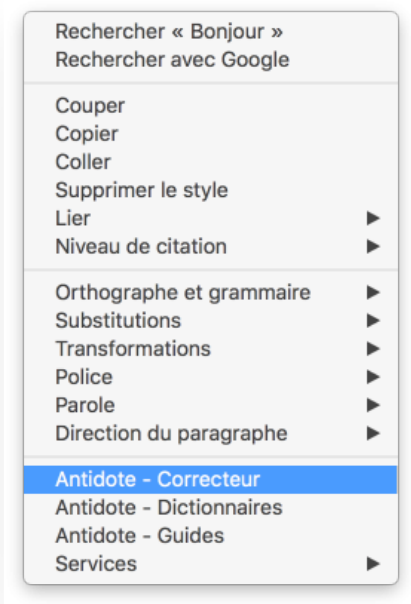 Rechercher « Bonjour »
Rechercher avec Google
Couper
Copier
Coller
Supprimer le style
Lier
Niveau de citation
Orthographe et grammaire
Substitutions
Transformations
Police
Parole
Direction du paragraphe
Antidote - Correcteur
Antidote - Dictionnaires
Antidote - Guides
Services